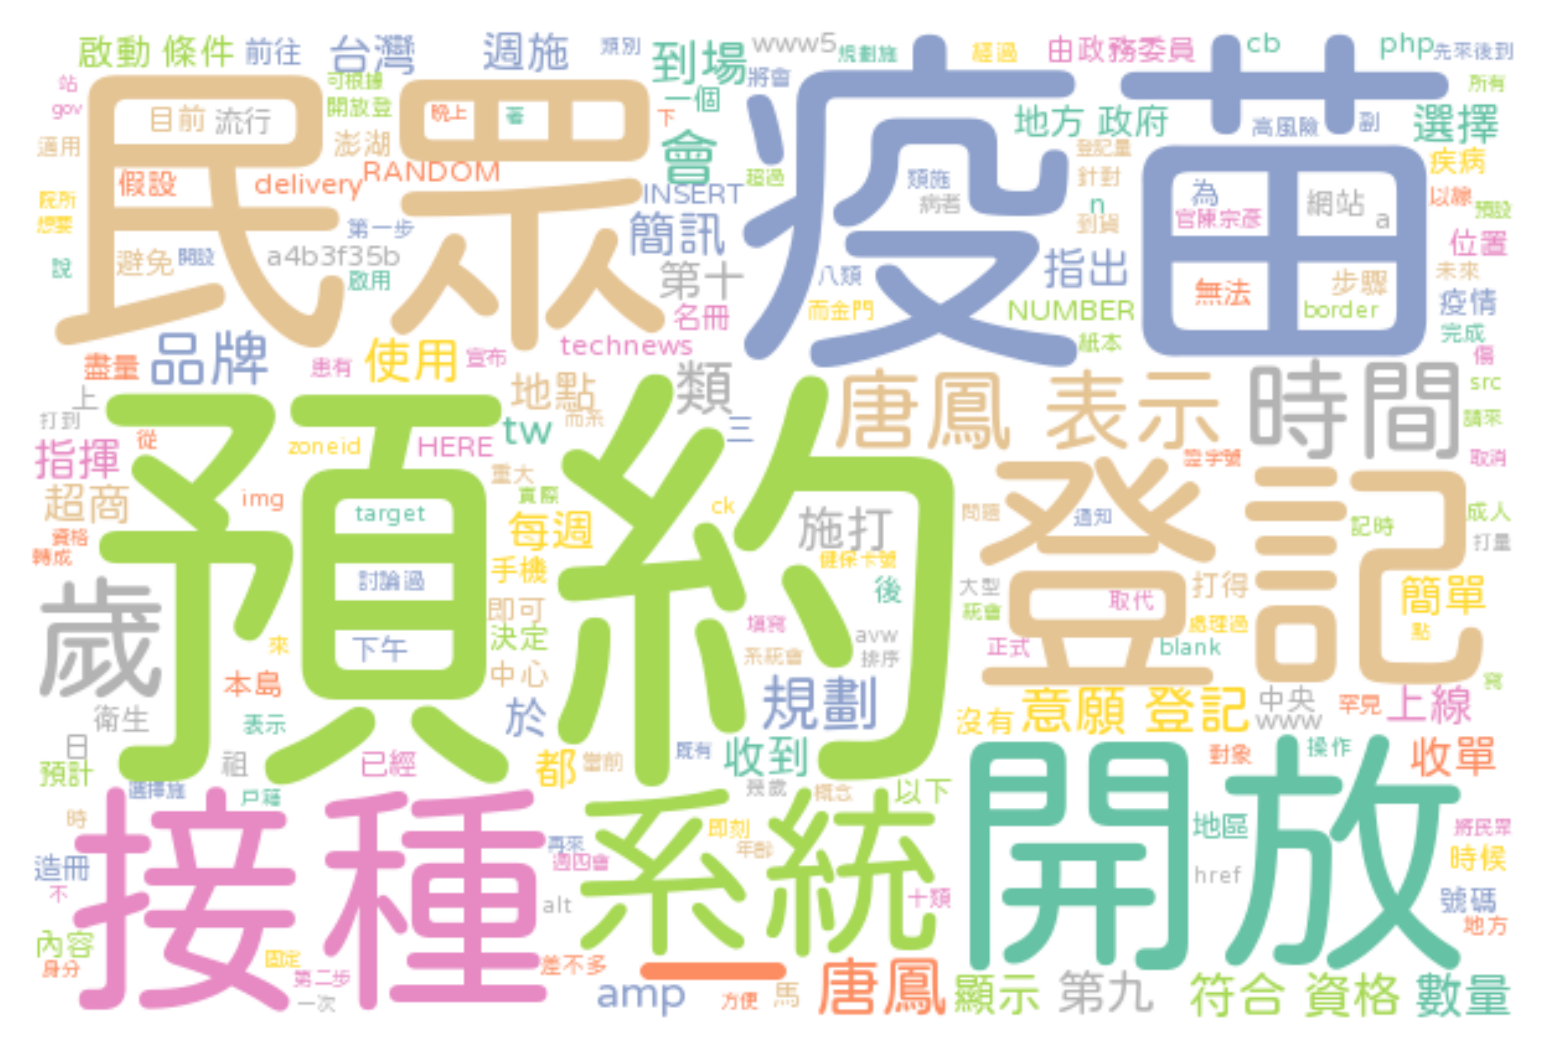 啟動 條件 前往 台灣 週施 類別 到場 www5 規劃施 經過 由政務委員 cb php 先來後到
站 可根據 將會 所有
gov 目前 流行 開放登 晚上 著 一個 下 地方 政府 高風險 副 選擇
適用 澎湖 會 登記量 疾病
假設 delivery RANDOM 超過 類施 針對 為 網站 以線
院所 民眾 INSERT 病者 疫苗 n 官陳宗彥 a 預設
想要 第一步 簡訊 到貨 位置
說 避免 開設 a4b3f35b 第十 八類 指出 無法 步驟 未來
啟用 名冊 而金門 NUMBER border 疫情
品牌 使用 宣布 technews 紙本 完成
盡量 患有 類 傷
上 地點 唐鳳 表示 時間 src
打到 tw 而系 三 請來
指揮 從 zoneid HERE 證字號 取消
超商 img 重大
target 真際 ck 施打 問題 通知 記時 成人
資格 預約 每週 登記 打量
轉成 討論過 手機 健保卡號 大型 打得 簡單
歲 即可 後 統會 取代
下午 決定 填寫 avw 正式 處理過 點
來 中心 系統會 排序 blank
本島 規劃 寫
衛生 表示 於 沒有 意願 登記 中央 罕見 上線
日 祖 已經 都 當前 既有 收到 www 對象 操作 收單
預計 選擇施 戶籍 幾歲 概念 以下
時 即刻 地區 將民眾
造冊 接種 再來 年齡 系統 開放 時候
不 週四會 href
alt 十類 號碼
內容 地方
身分 固定 第二步 差不多 一 唐鳳
一次 amp 方便 馬 顯示 第九 符合 資格 數量